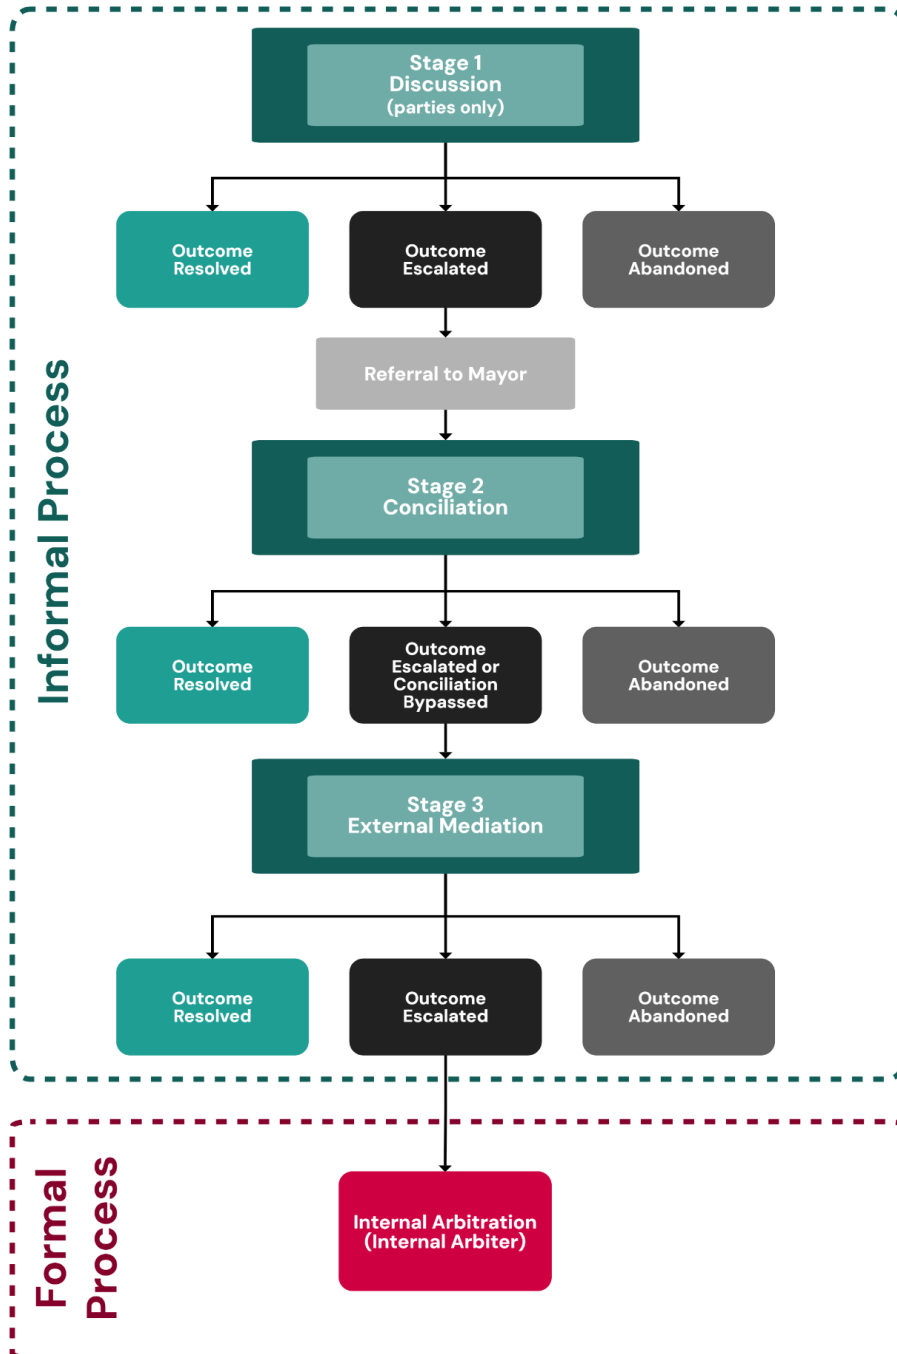 Informal Process
Stage 1
Discussion
(parties only)
Outcome
Resolved
Outcome
Escalated
Outcome
Abandoned
Referral to Mayor
Stage 2
Conciliation
Outcome
Resolved
Outcome
Escalated or
Conciliation
Bypassed
Outcome
Abandoned
Stage 3
External Mediation
Outcome
Resolved
Outcome
Escalated
Outcome
Abandoned
Formal
Process
Internal Arbitration
(Internal Arbiter)